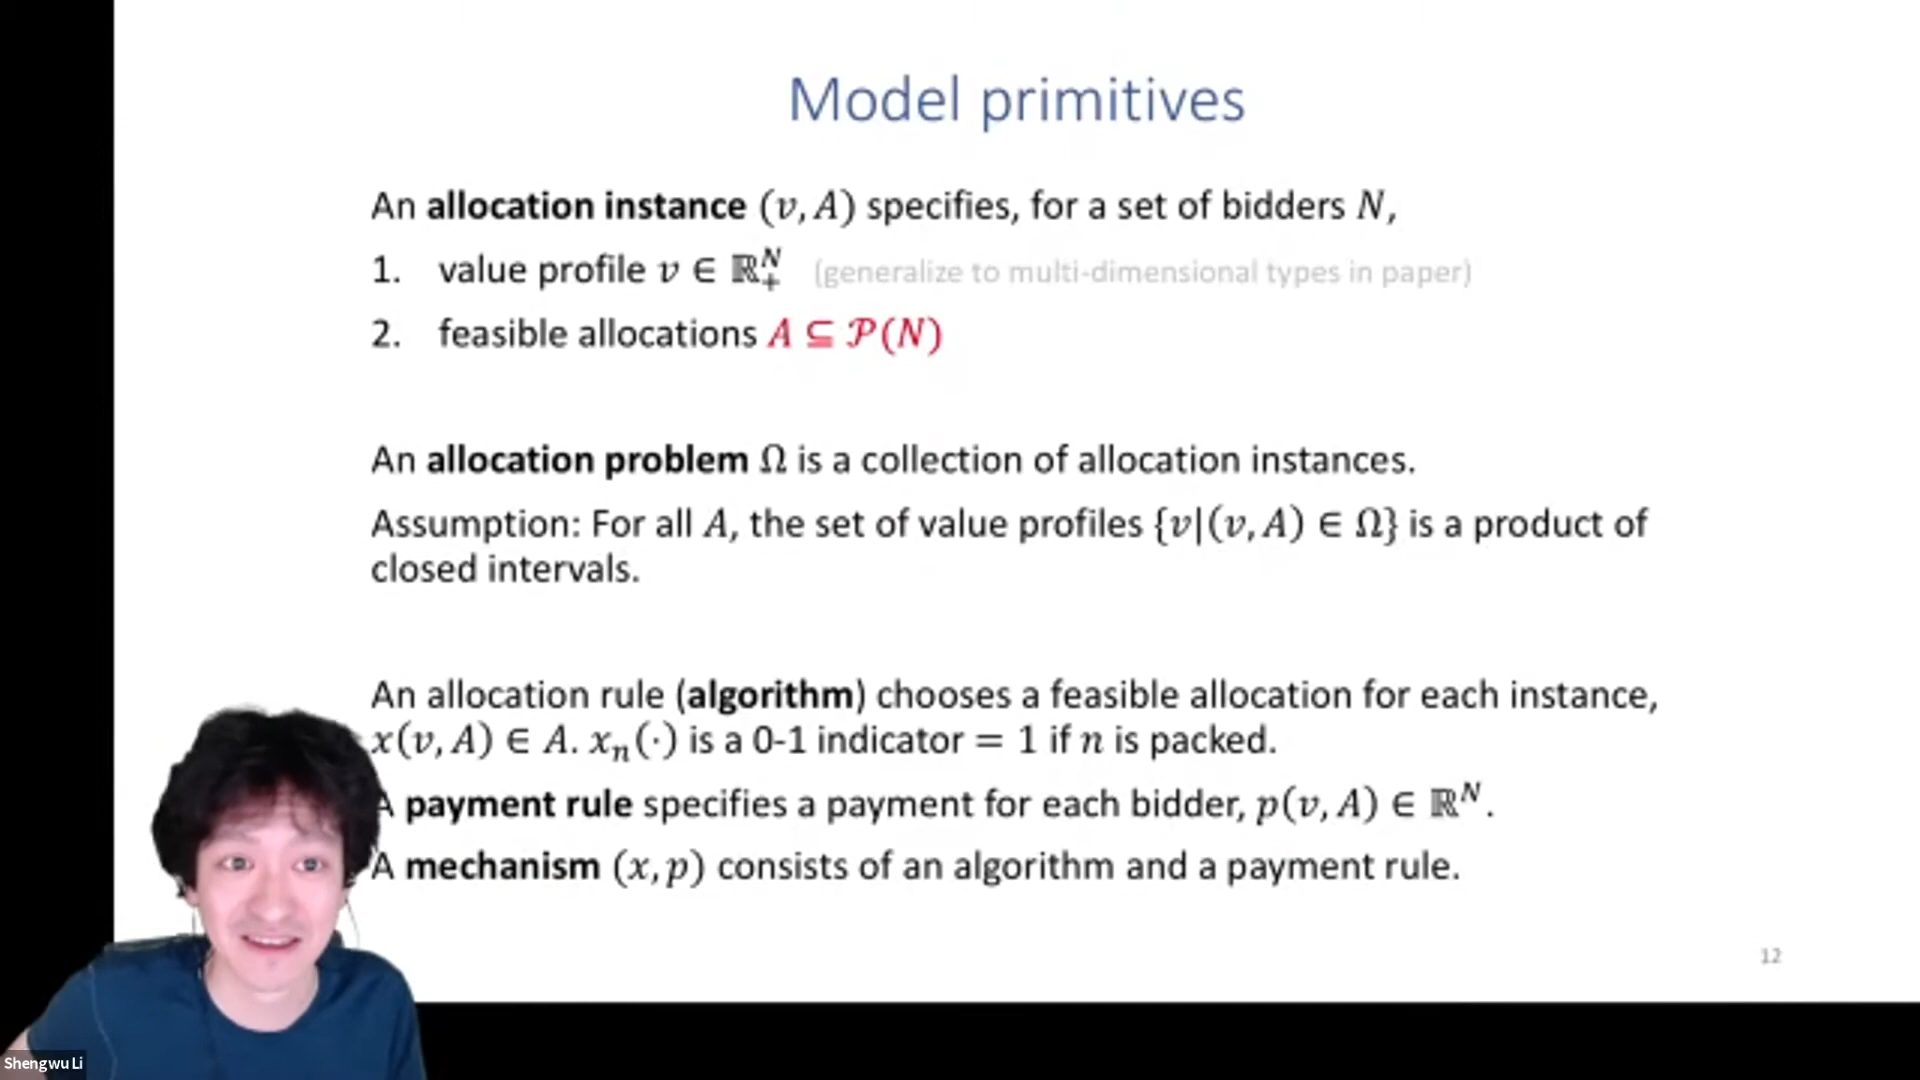 Model primitives
An allocation instance (v, A) specifies, for a set of bidders N,
1. value profile v ∈ ℝ₊ᴺ (generalize to multi-dimensional types in paper)
2. feasible allocations A ⊆ 𝒫(N)
An allocation problem Ω is a collection of allocation instances.
Assumption: For all A, the set of value profiles {v|(v, A) ∈ Ω} is a product of
closed intervals.
An allocation rule (algorithm) chooses a feasible allocation for each instance,
x(v, A) ∈ A. xₙ(·) is a 0-1 indicator = 1 if n is packed.
A payment rule specifies a payment for each bidder, p(v, A) ∈ ℝᴺ.
A mechanism (x, p) consists of an algorithm and a payment rule.
12
Shengwu Li